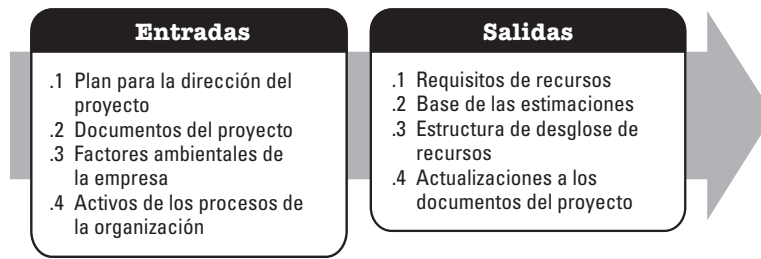 Entradas
.1 Plan para la dirección del
proyecto
.2 Documentos del proyecto
.3 Factores ambientales de
la empresa
.4 Activos de los procesos de
la organización
Salidas
.1 Requisitos de recursos
.2 Base de las estimaciones
.3 Estructura de desglose de
recursos
.4 Actualizaciones a los
documentos del proyecto